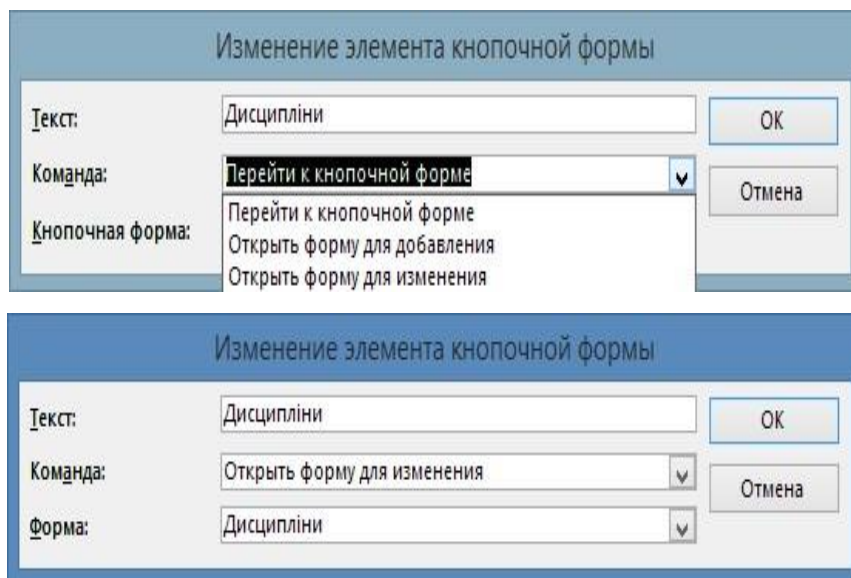 Изменение элемента кнопочной формы
Текст: Дисципліни ОК
Команда: Перейти к кнопочной форме Отмена
Перейти к кнопочной форме
Кнопочная форма: Открыть форму для добавления
Открыть форму для изменения
Изменение элемента кнопочной формы
Текст: Дисципліни ОК
Команда: Открыть форму для изменения Отмена
Форма: Дисципліни